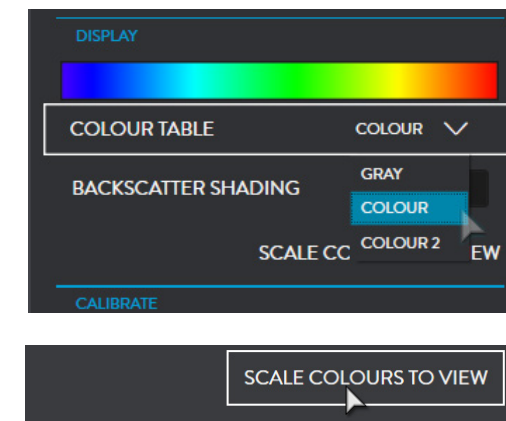 DISPLAY
COLOUR TABLE COLOUR
BACKSCATTER SHADING GRAY
COLOUR
SCALE CO COLOUR 2 EW
CALIBRATE
SCALE COLOURS TO VIEW